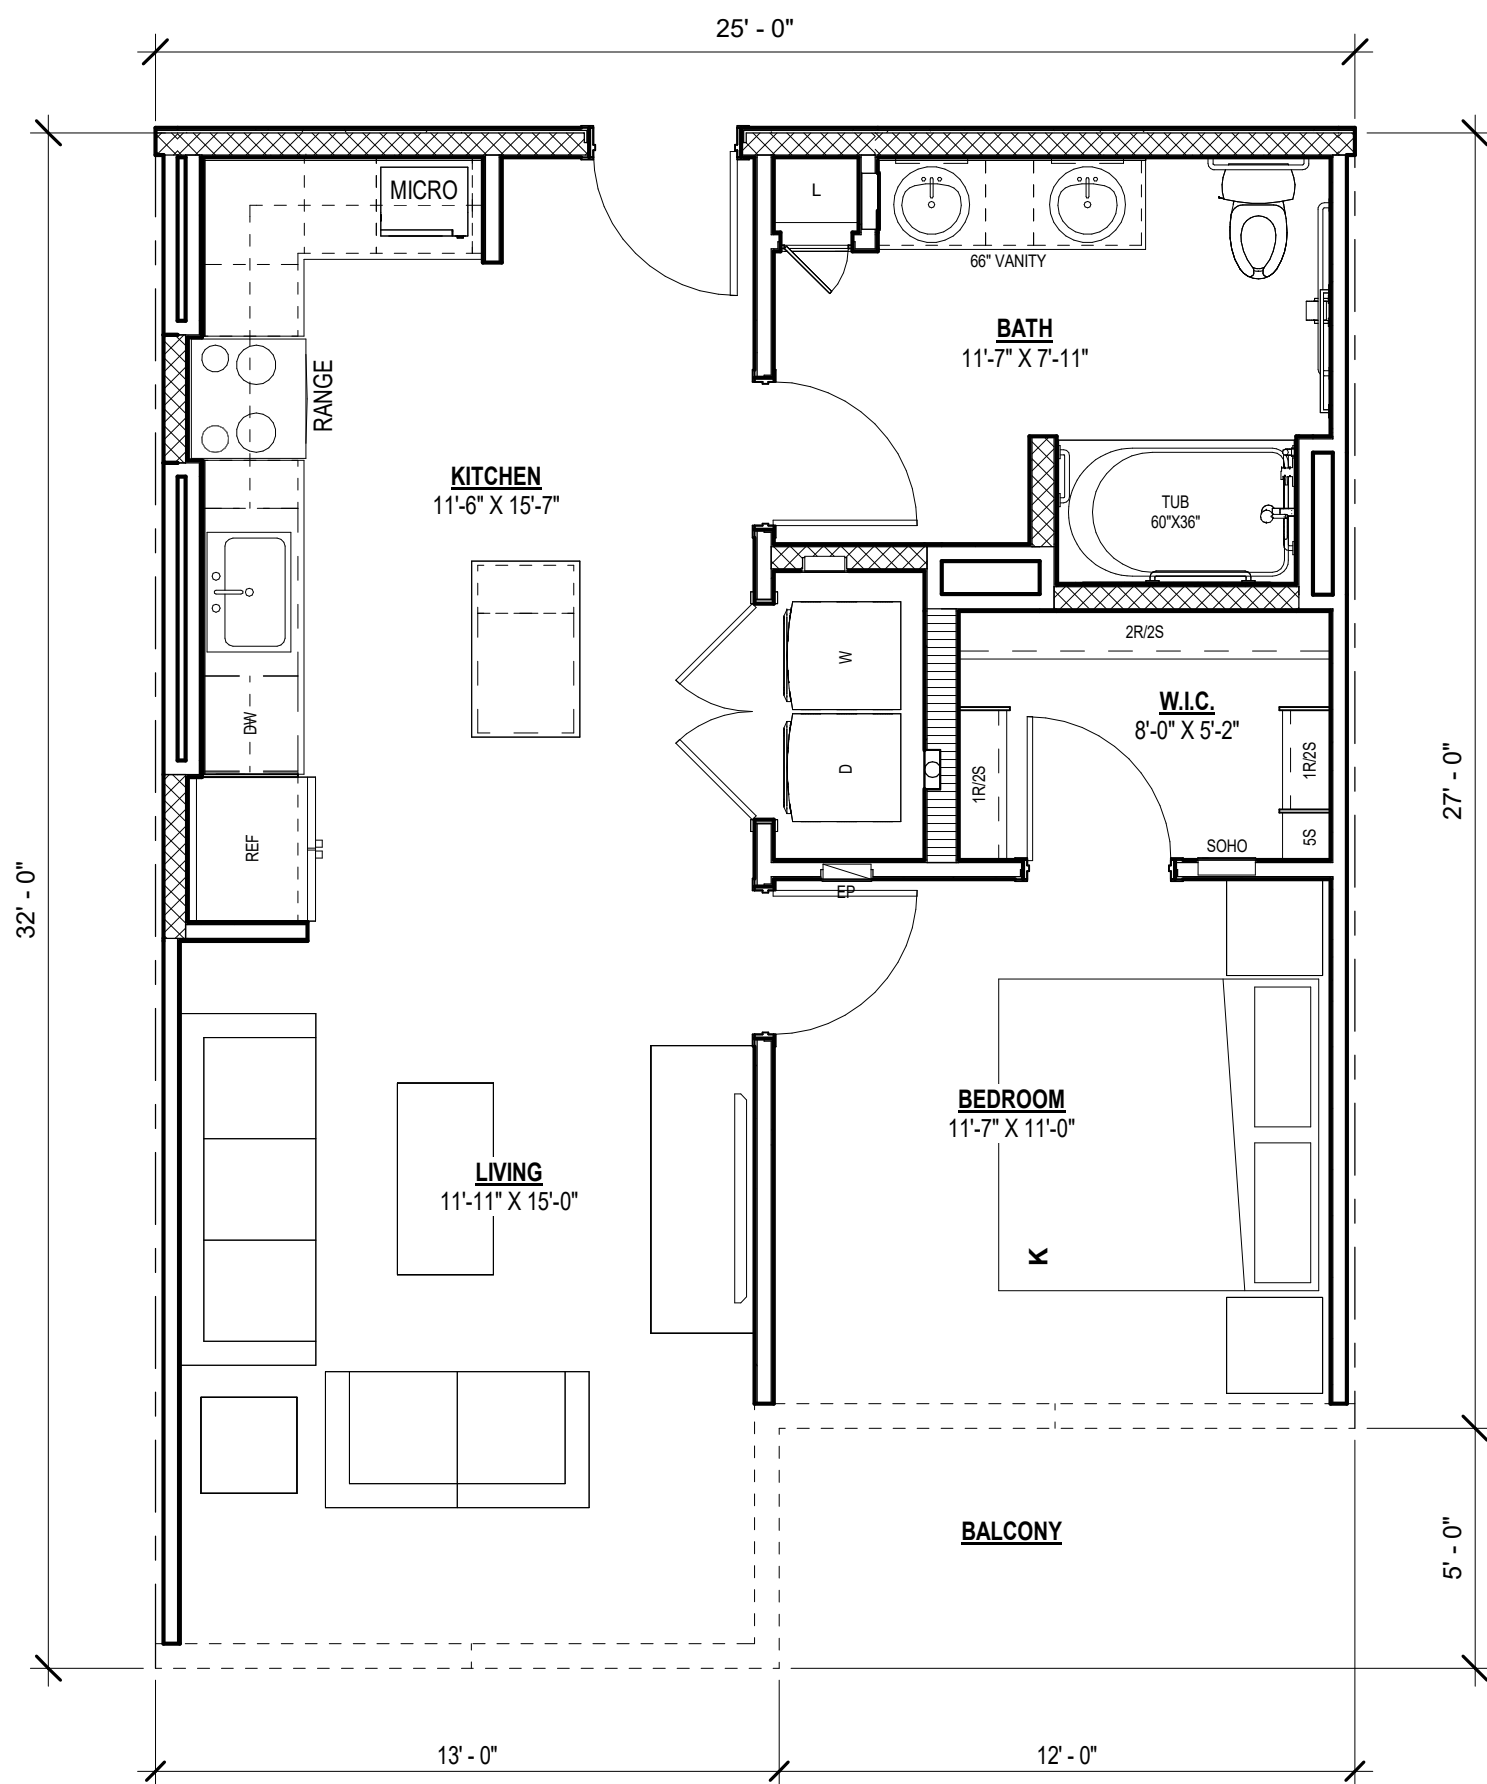 25' - 0"
MICRO
L
66" VANITY
BATH
11'-7" X 7'-11"
RANGE
KITCHEN
11'-6" X 15'-7"
TUB
60"X36"
2R/2S
W
W.I.C.
8'-0" X 5'-2"
DW
D
1R/2S
1R/2S
27' - 0"
REF
SOHO
5S
32' - 0"
EP
BEDROOM
11'-7" X 11'-0"
LIVING
11'-11" X 15'-0"
K
BALCONY
5' - 0"
13' - 0"
12' - 0"